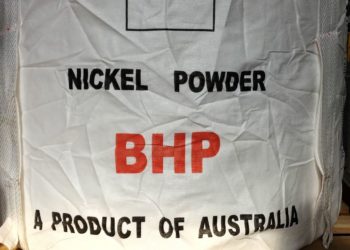 NICKEL POWDER
BHP
A PRODUCT OF AUSTRALIA